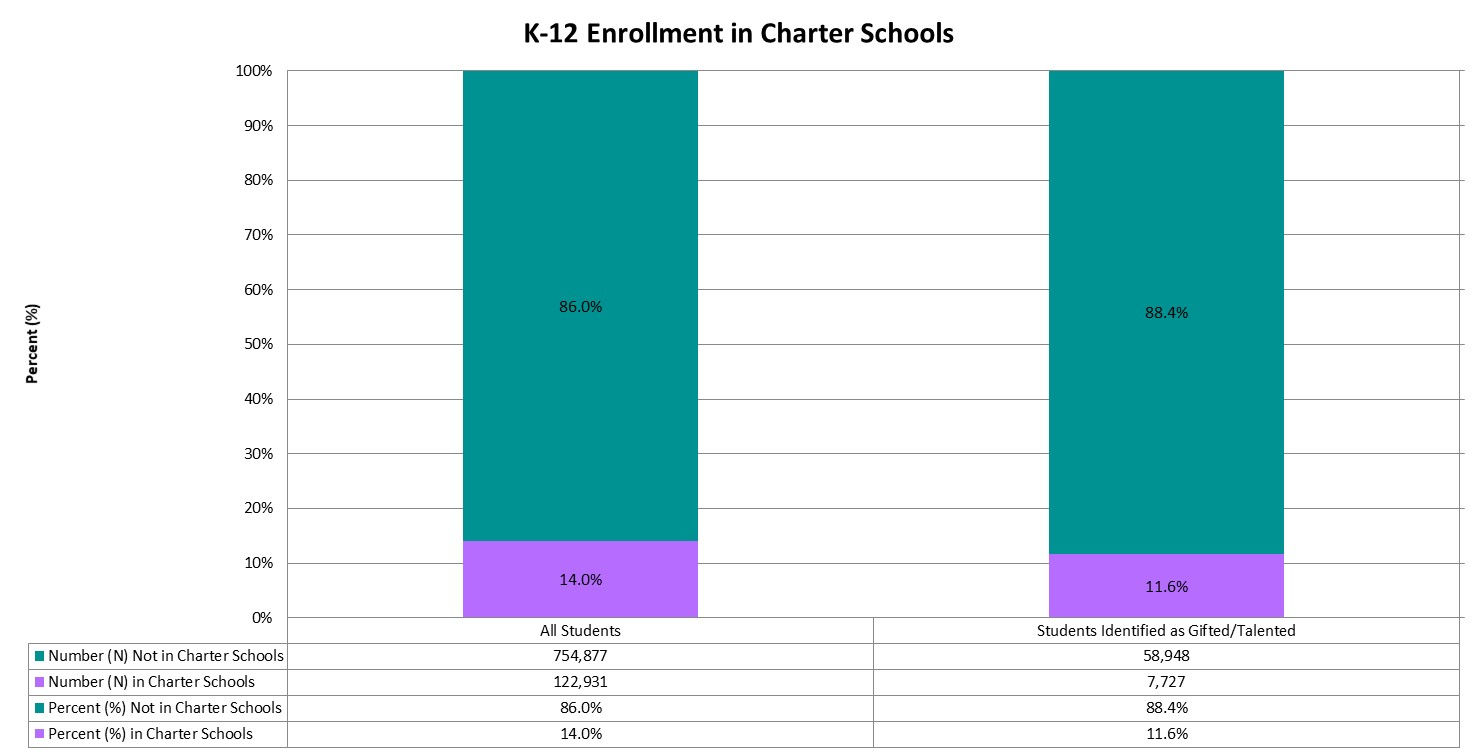 K-12 Enrollment in Charter Schools
Percent (%)
100%
90%
80%
70%
60%
50%
40%
30%
20%
10%
0%
86.0%
88.4%
14.0%
11.6%
All Students Students Identified as Gifted/Talented
Number (N) Not in Charter Schools 754,877 58,948
Number (N) in Charter Schools 122,931 7,727
Percent (%) Not in Charter Schools 86.0% 88.4%
Percent (%) in Charter Schools 14.0% 11.6%